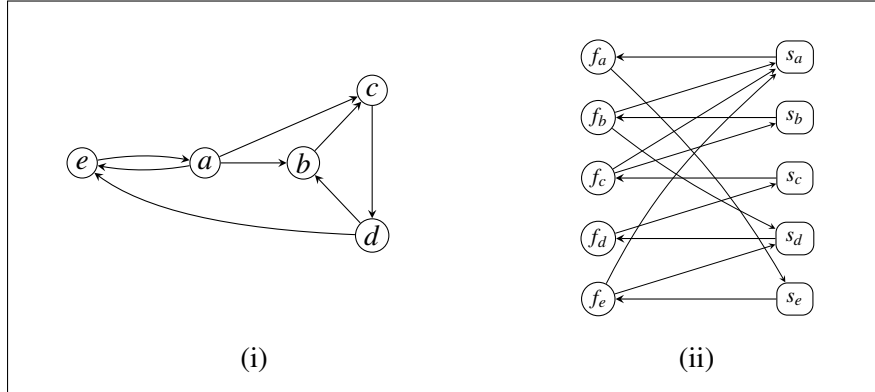 c
e a b
d
(i)
f_a s_a
f_b s_b
f_c s_c
f_d s_d
f_e s_e
(ii)